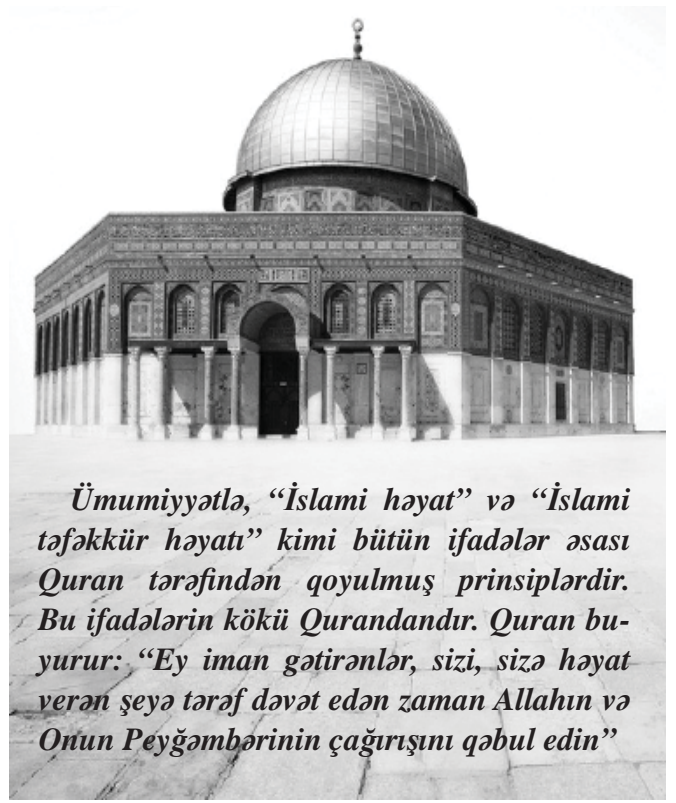 Ümumiyyətlə, “İslami həyat” və “İslami
təfəkkür həyatı” kimi bütün ifadələr əsası
Quran tərəfindən qoyulmuş prinsiplərdir.
Bu ifadələrin kökü Qurandandır. Quran bu-
yurur: “Ey iman gətirənlər, sizi, sizə həyat
verən şeyə tərəf dəvət edən zaman Allahın və
Onun Peyğəmbərinin çağırışını qəbul edin”